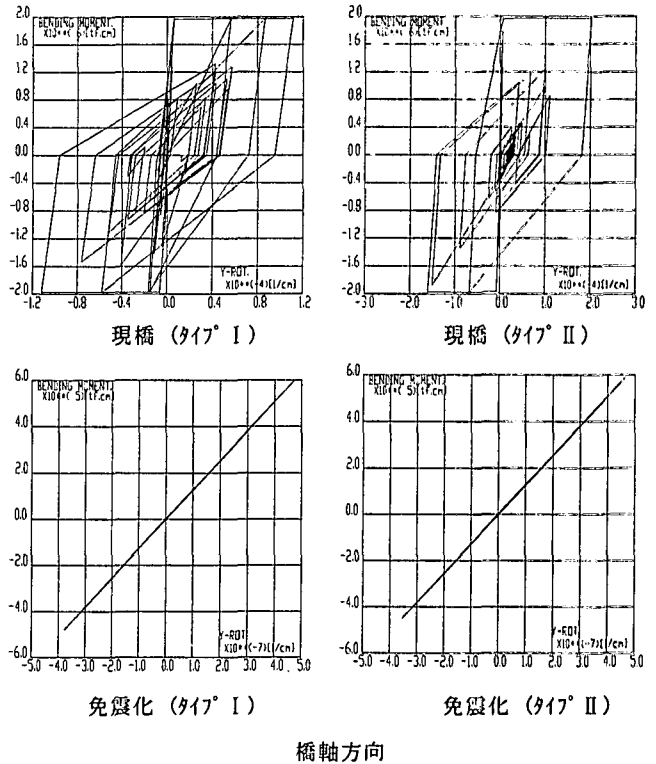 BENDING MOMENT.
X10**( 6)[tf.cm]
2.0
1.6
1.2
0.8
0.4
0.0
-0.4
-0.8
-1.2
-1.6
-2.0
Y-ROT.
X10**(-4)[1/cm]
-1.2 -0.8 -0.4 0.0 0.4 0.8 1.2
現橋 (タイプ Ⅰ)
BENDING MOMENT.
X10**( 6)[tf.cm]
2.0
1.6
1.2
0.8
0.4
0.0
-0.4
-0.8
-1.2
-1.6
-2.0
Y-ROT.
X10**(-4)[1/cm]
-3.0 -2.0 -1.0 0.0 1.0 2.0 3.0
現橋 (タイプ Ⅱ)
BENDING MOMENT.
X10**( 5)[tf.cm]
6.0
4.0
2.0
0.0
-2.0
-4.0
-6.0
Y-ROT.
X10**(-7)[1/cm]
-5.0 -4.0 -3.0 -2.0 -1.0 0.0 1.0 2.0 3.0 4.0 5.0
免震化 (タイプ Ⅰ)
BENDING MOMENT.
X10**( 5)[tf.cm]
6.0
4.0
2.0
0.0
-2.0
-4.0
-6.0
Y-ROT.
X10**(-7)[1/cm]
-5.0 -4.0 -3.0 -2.0 -1.0 0.0 1.0 2.0 3.0 4.0 5.0
免震化 (タイプ Ⅱ)
橋軸方向